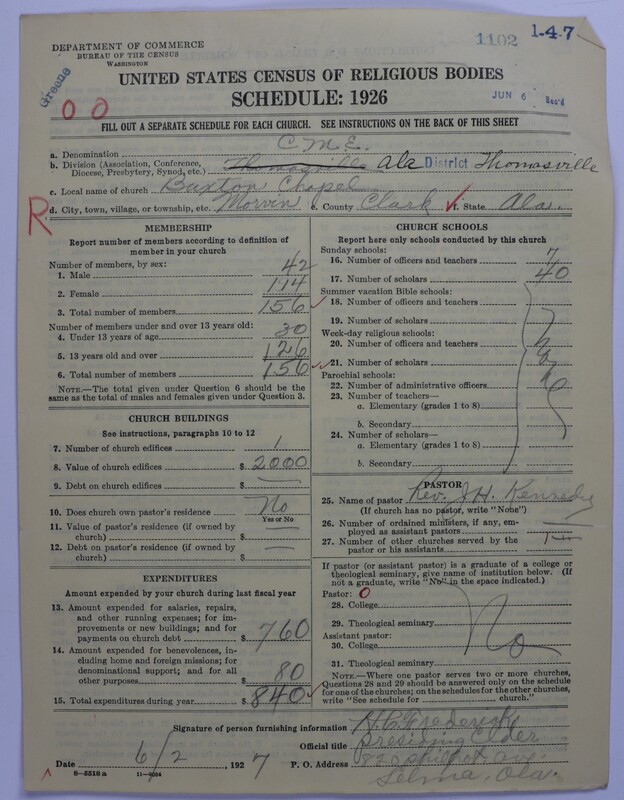 1-4-7
1102
DEPARTMENT OF COMMERCE
BUREAU OF THE CENSUS
WASHINGTON
Greene
0 0
JUN 6 Rec'd
UNITED STATES CENSUS OF RELIGIOUS BODIES
SCHEDULE: 1926
FILL OUT A SEPARATE SCHEDULE FOR EACH CHURCH. SEE INSTRUCTIONS ON THE BACK OF THIS SHEET
a. Denomination C M E.
b. Division (Association, Conference, Diocese, Presbytery, Synod, etc.) Thomasville Ala District Thomasville
c. Local name of church Buxton Chapel
R d. City, town, village, or township, etc. Morvin e. County Clark f. State Ala.
MEMBERSHIP
Report number of members according to definition of member in your church
Number of members, by sex:
1. Male 42
2. Female 114
3. Total number of members 156
Number of members under and over 13 years old:
4. Under 13 years of age 30
5. 13 years old and over 126
6. Total number of members 156
NOTE.—The total given under Question 6 should be the same as the total of males and females given under Question 3.
CHURCH BUILDINGS
See instructions, paragraphs 10 to 12
7. Number of church edifices 1
8. Value of church edifices $ 2000
9. Debt on church edifices $
10. Does church own pastor's residence No
Yes or No
11. Value of pastor's residence (if owned by church) $
12. Debt on pastor's residence (if owned by church) $
EXPENDITURES
Amount expended by your church during last fiscal year
13. Amount expended for salaries, repairs, and other running expenses; for improvements or new buildings; and for payments on church debt $ 760
14. Amount expended for benevolences, including home and foreign missions; for denominational support; and for all other purposes $ 80
15. Total expenditures during year $ 840
CHURCH SCHOOLS
Report here only schools conducted by this church
Sunday schools:
16. Number of officers and teachers 7
17. Number of scholars 40
Summer vacation Bible schools:
18. Number of officers and teachers
19. Number of scholars
Week-day religious schools:
20. Number of officers and teachers
21. Number of scholars
Parochial schools:
22. Number of administrative officers
23. Number of teachers—
a. Elementary (grades 1 to 8)
b. Secondary
24. Number of scholars—
a. Elementary (grades 1 to 8)
b. Secondary
PASTOR
25. Name of pastor Rev. J H. Kennedy
(If church has no pastor, write "None")
26. Number of ordained ministers, if any, employed as assistant pastors
27. Number of other churches served by the pastor or his assistants 1
If pastor (or assistant pastor) is a graduate of a college or theological seminary, give name of institution below. (If not a graduate, write "No" in the space indicated.)
Pastor: 0
28. College
29. Theological seminary No
Assistant pastor:
30. College
31. Theological seminary
NOTE.—Where one pastor serves two or more churches, Questions 28 and 29 should be answered only on the schedule for one of the churches; on the schedules for the other churches, write "See schedule for church."
Signature of person furnishing information H. C. Frederick
Official title Presiding Elder
Date 6/2 1927 P. O. Address
Selma, Ala.
8—5516 a 11—9084